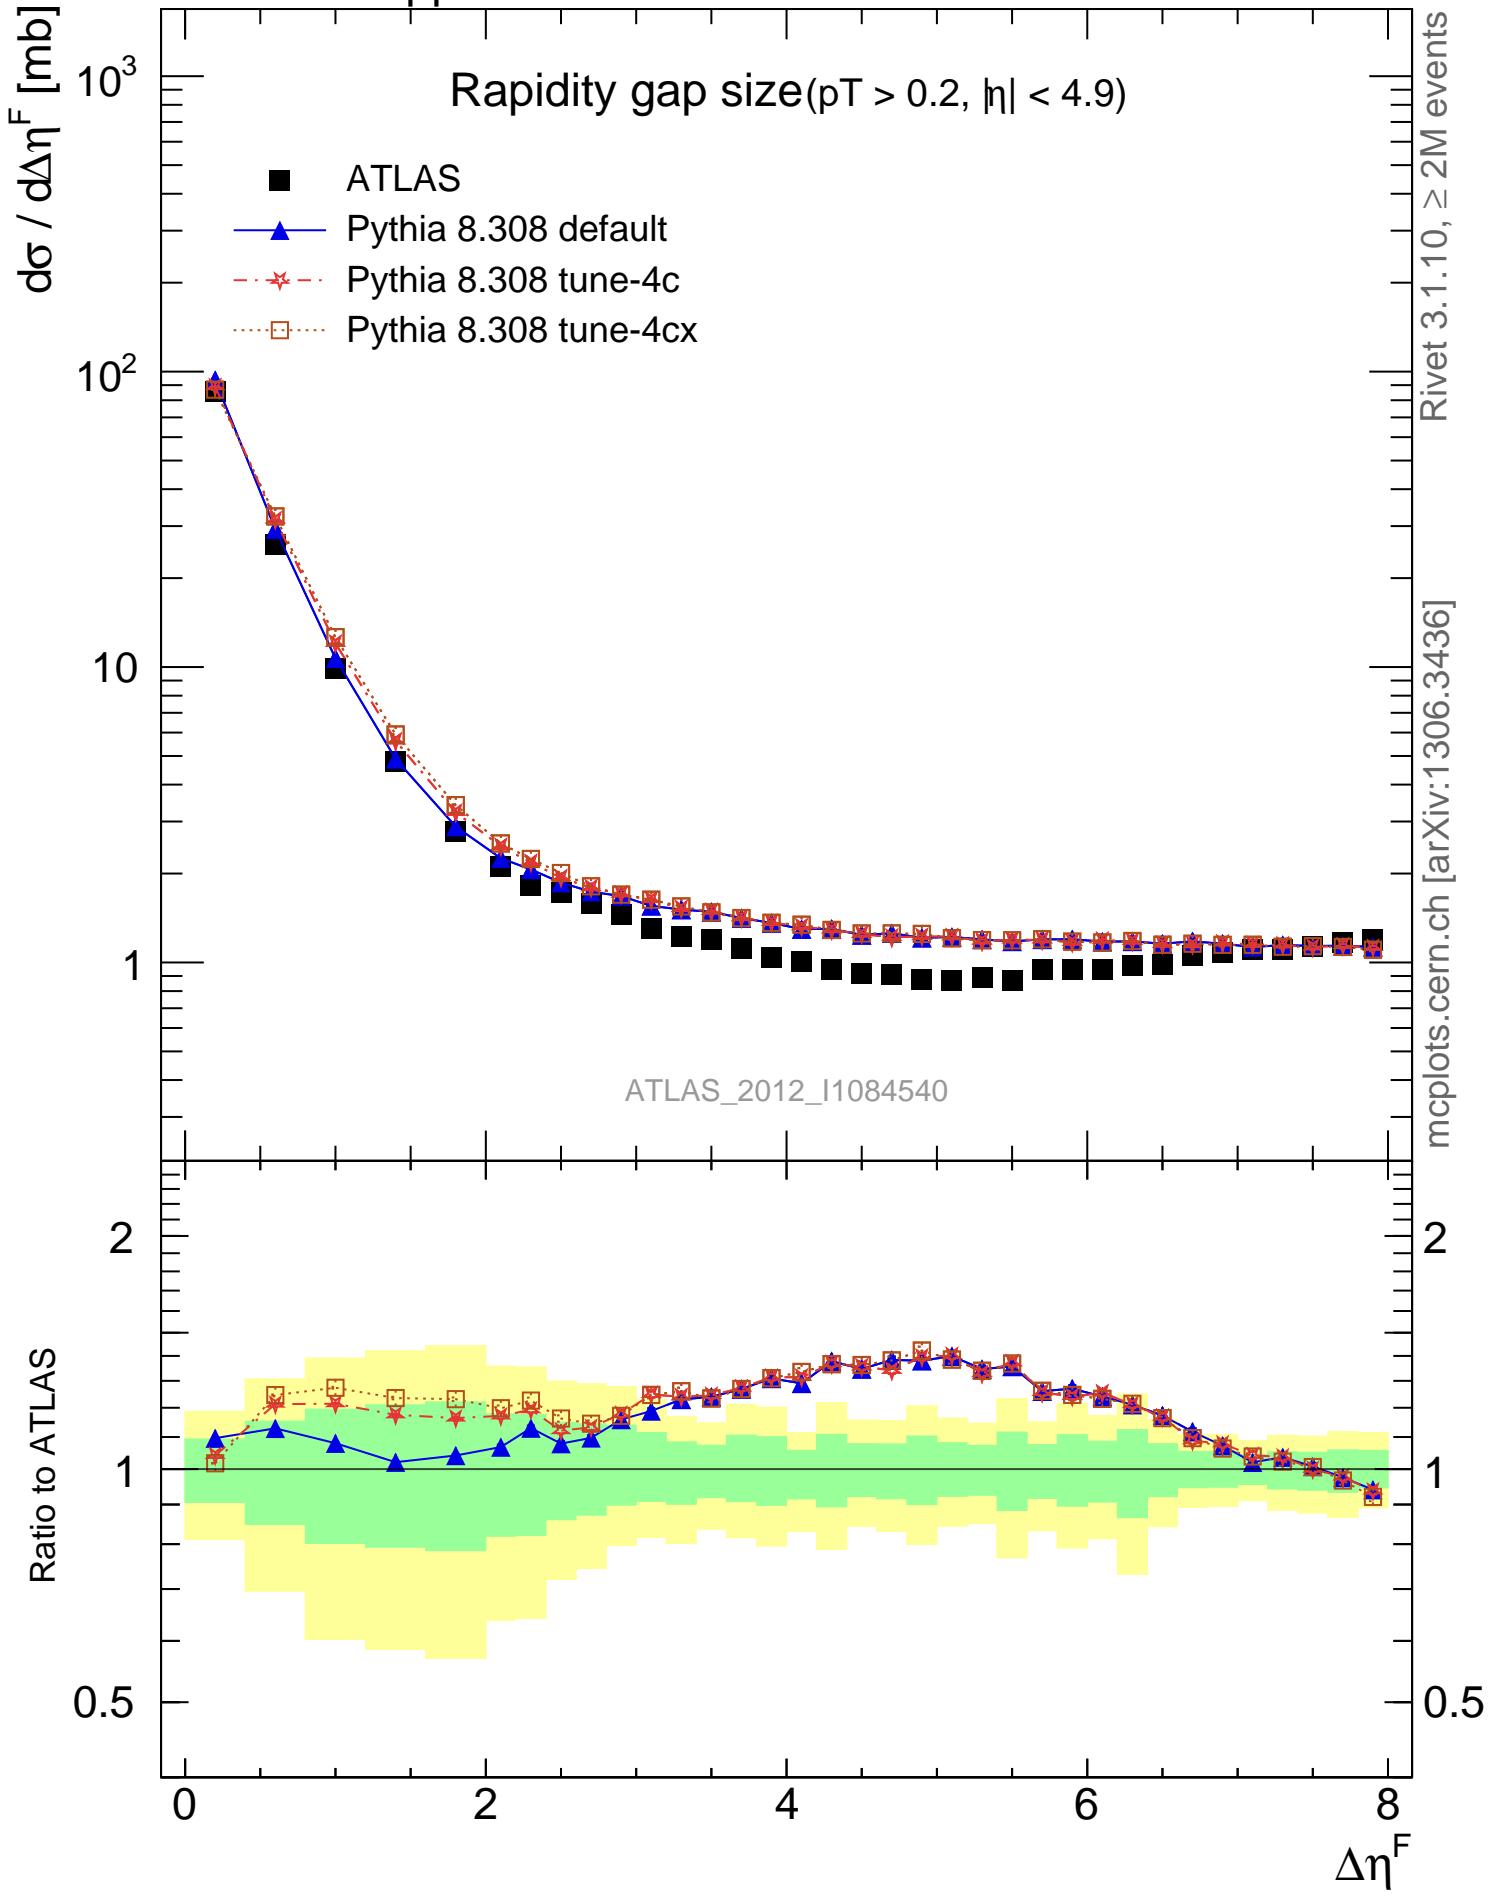 Rapidity gap size(pT > 0.2, |η| < 4.9)
dσ / dΔη^F [mb]
ATLAS
Pythia 8.308 default
Pythia 8.308 tune-4c
Pythia 8.308 tune-4cx
10^3
10^2
10
1
ATLAS_2012_I1084540
Rivet 3.1.10, ≥ 2M events
mcplots.cern.ch [arXiv:1306.3436]
Ratio to ATLAS
2
1
0.5
2
1
0.5
0 2 4 6 8
Δη^F